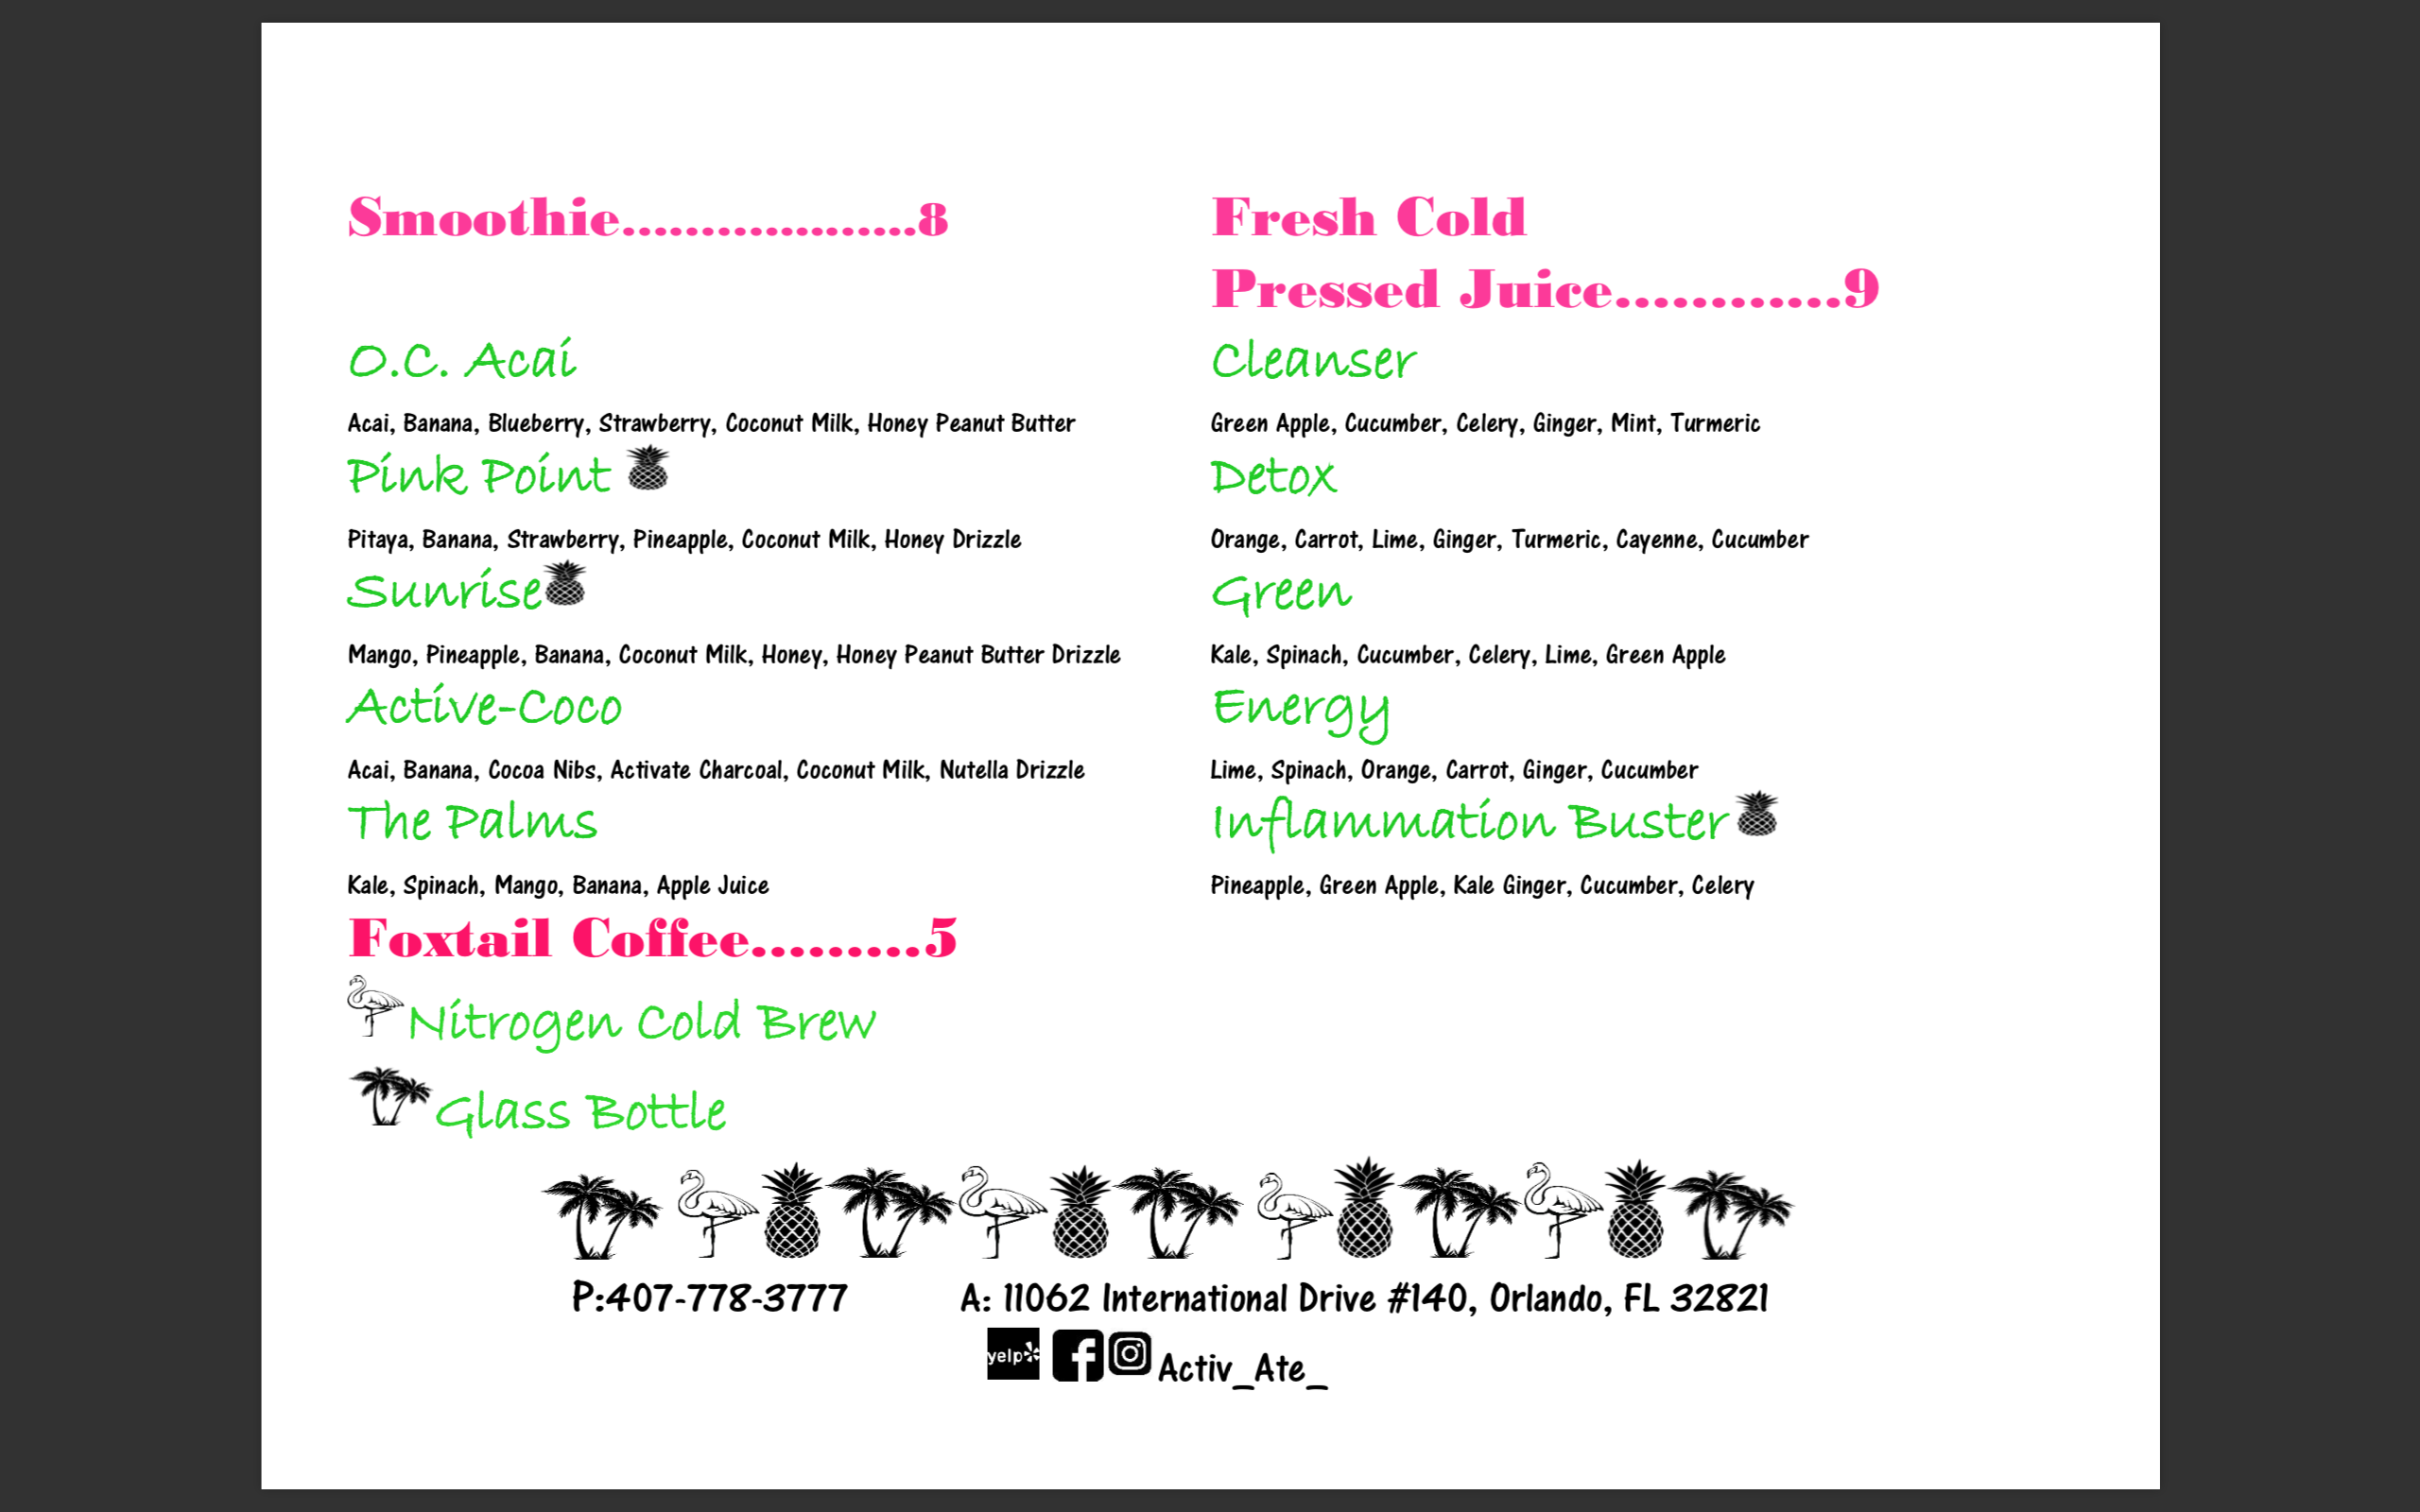 Smoothie...................8
O.C. Acai
Acai, Banana, Blueberry, Strawberry, Coconut Milk, Honey Peanut Butter
Pink Point
Pitaya, Banana, Strawberry, Pineapple, Coconut Milk, Honey Drizzle
Sunrise
Mango, Pineapple, Banana, Coconut Milk, Honey, Honey Peanut Butter Drizzle
Active-Coco
Acai, Banana, Cocoa Nibs, Activate Charcoal, Coconut Milk, Nutella Drizzle
The Palms
Kale, Spinach, Mango, Banana, Apple Juice
Foxtail Coffee.........5
Nitrogen Cold Brew
Glass Bottle
Fresh Cold
Pressed Juice............9
Cleanser
Green Apple, Cucumber, Celery, Ginger, Mint, Turmeric
Detox
Orange, Carrot, Lime, Ginger, Turmeric, Cayenne, Cucumber
Green
Kale, Spinach, Cucumber, Celery, Lime, Green Apple
Energy
Lime, Spinach, Orange, Carrot, Ginger, Cucumber
Inflammation Buster
Pineapple, Green Apple, Kale Ginger, Cucumber, Celery
P:407-778-3777 A: 11062 International Drive #140, Orlando, FL 32821
yelp Activ_Ate_